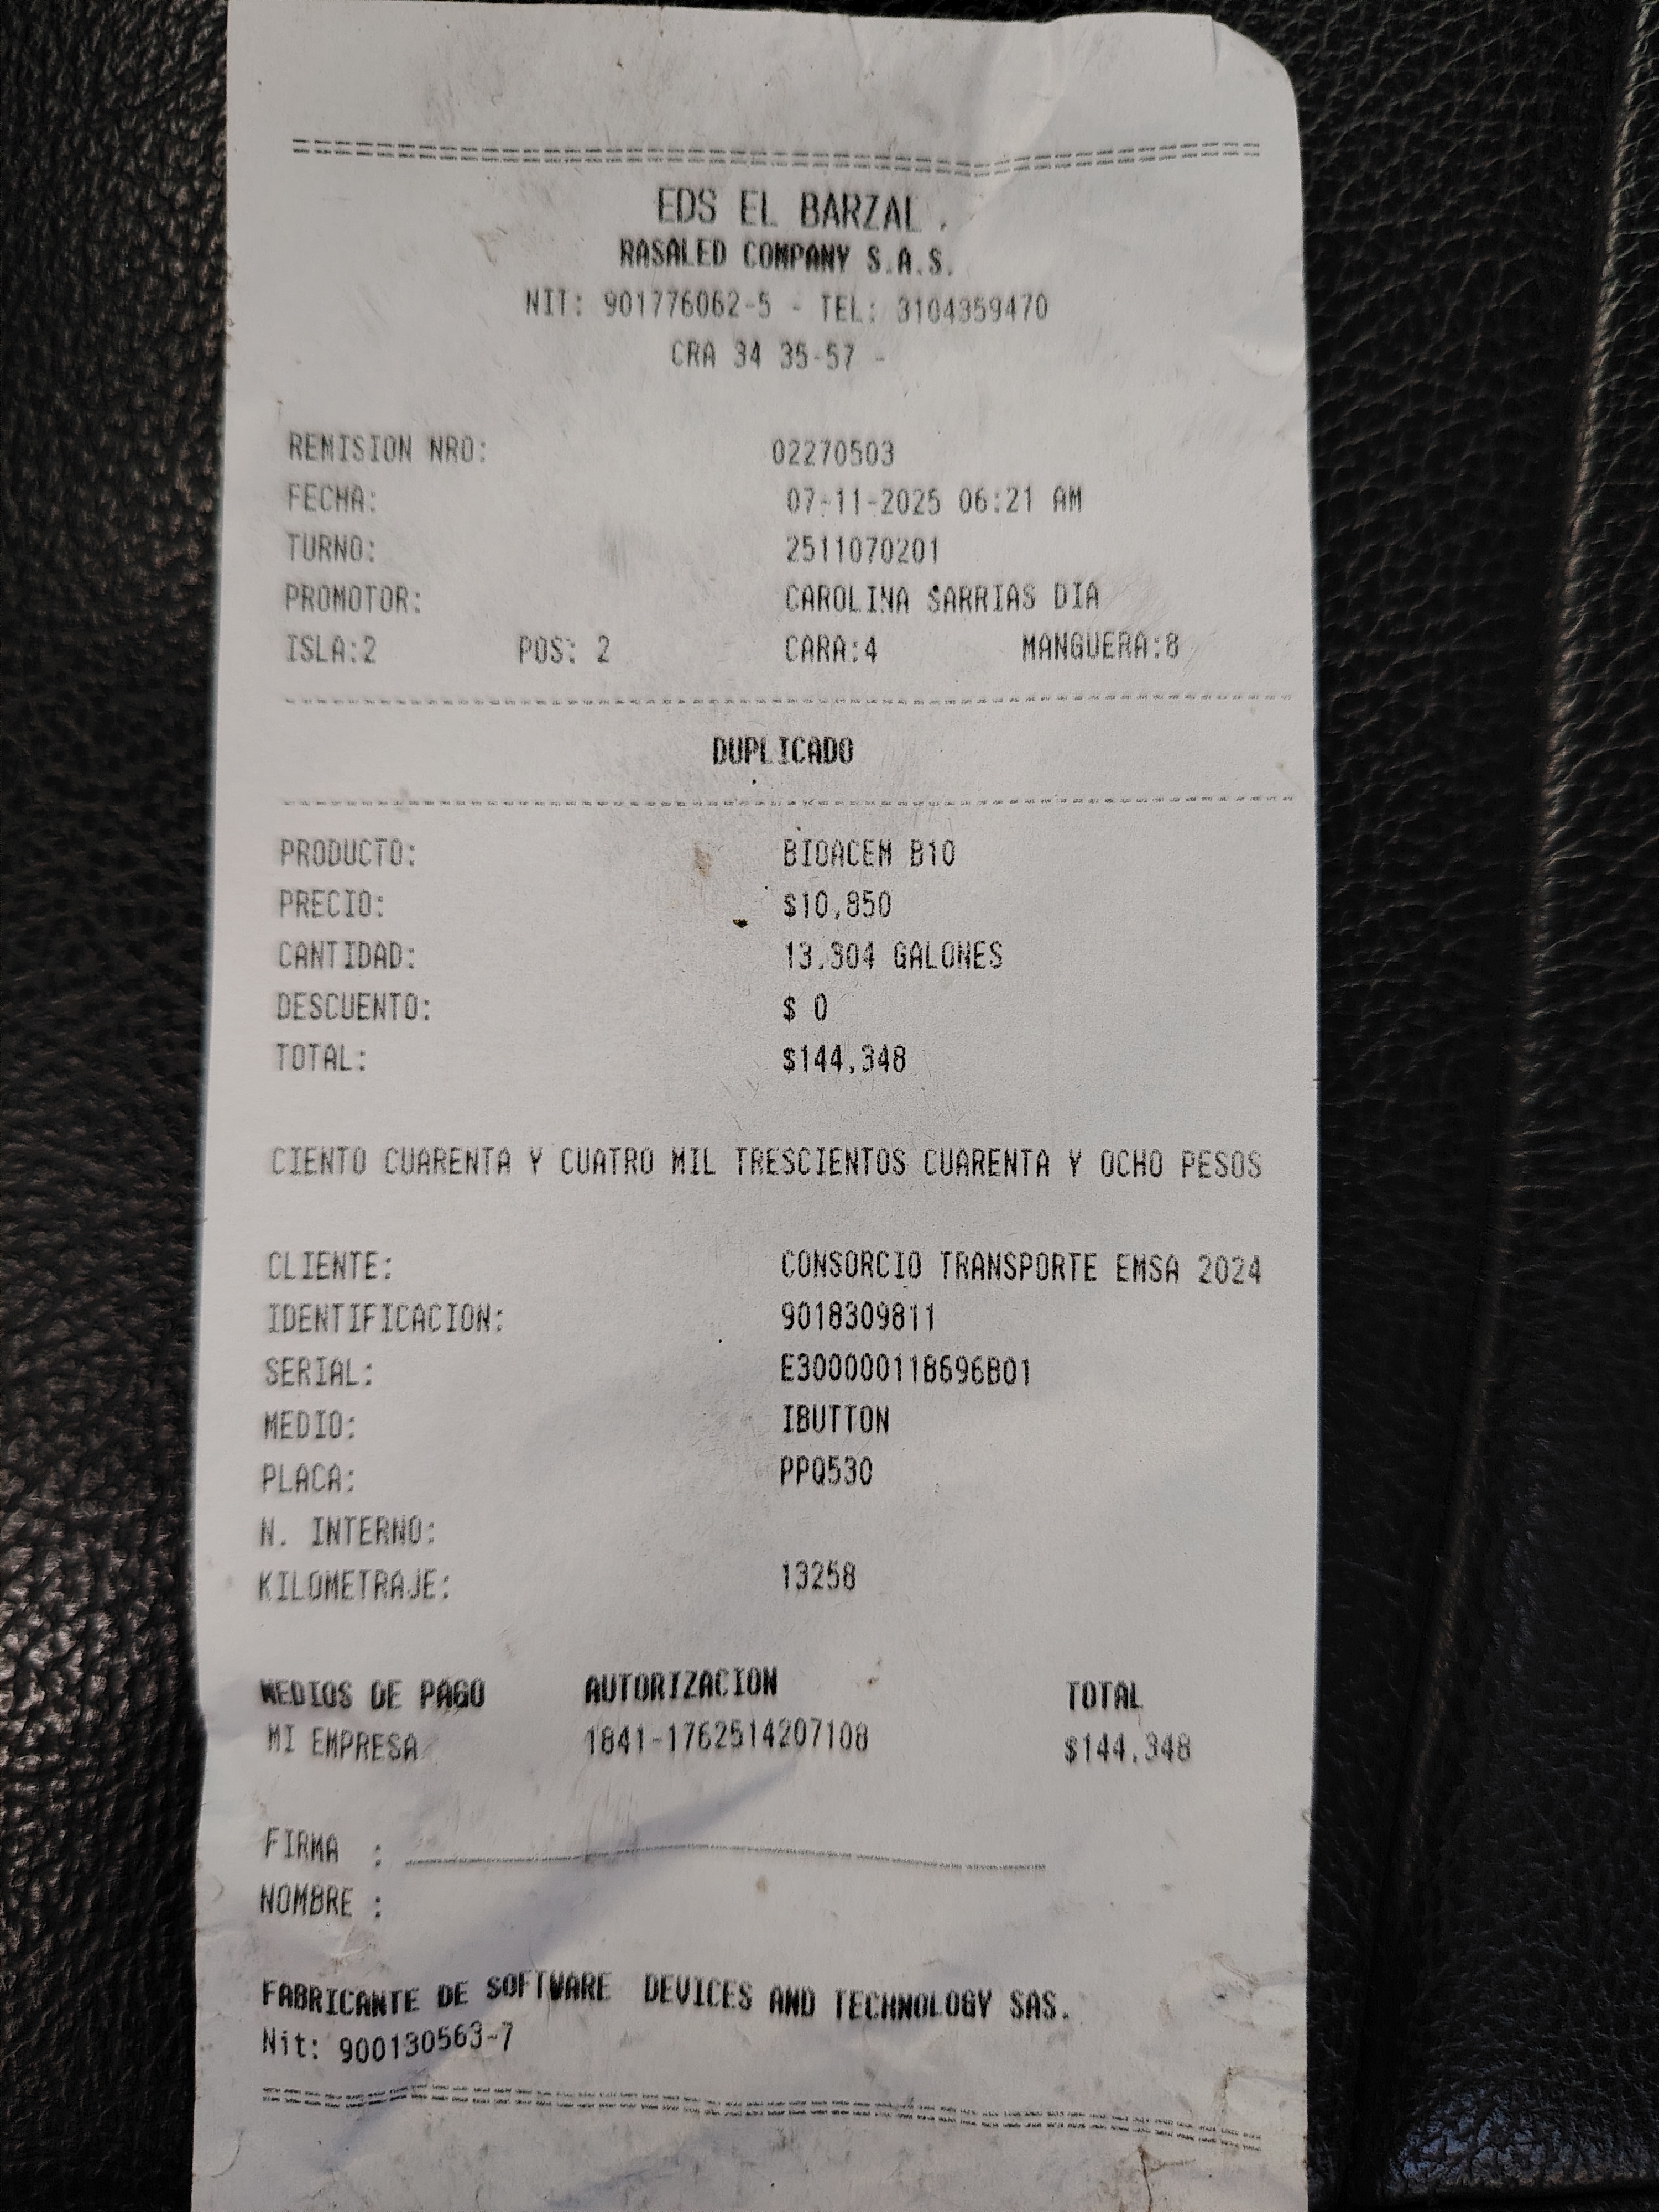 ================================================
EDS EL BARZAL .
RASALED COMPANY S.A.S.
NIT: 901776062-5 - TEL: 3104359470
CRA 34 35-57 -
REMISION NRO: 02270503
FECHA: 07-11-2025 06:21 AM
TURNO: 2511070201
PROMOTOR: CAROLINA SARRIAS DIA
ISLA:2 POS: 2 CARA:4 MANGUERA:8
------------------------------------------------
DUPLICADO
------------------------------------------------
PRODUCTO: BIOACEM B10
PRECIO: $10,850
CANTIDAD: 13.304 GALONES
DESCUENTO: $ 0
TOTAL: $144,348
CIENTO CUARENTA Y CUATRO MIL TRESCIENTOS CUARENTA Y OCHO PESOS
CLIENTE: CONSORCIO TRANSPORTE EMSA 2024
IDENTIFICACION: 9018309811
SERIAL: E30000011B696B01
MEDIO: IBUTTON
PLACA: PPQ530
N. INTERNO:
KILOMETRAJE: 13258
MEDIOS DE PAGO AUTORIZACION TOTAL
MI EMPRESA 1841-1762514207108 $144,348
FIRMA : ________________________________
NOMBRE :
FABRICANTE DE SOFTWARE DEVICES AND TECHNOLOGY SAS.
Nit: 900130563-7
================================================